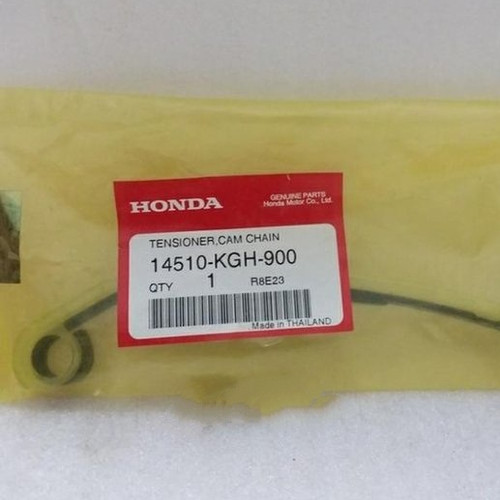 HONDA
GENUINE PARTS
Honda Motor Co., Ltd.
TENSIONER,CAM CHAIN
14510-KGH-900
QTY 1 R8E23
Made in THAILAND